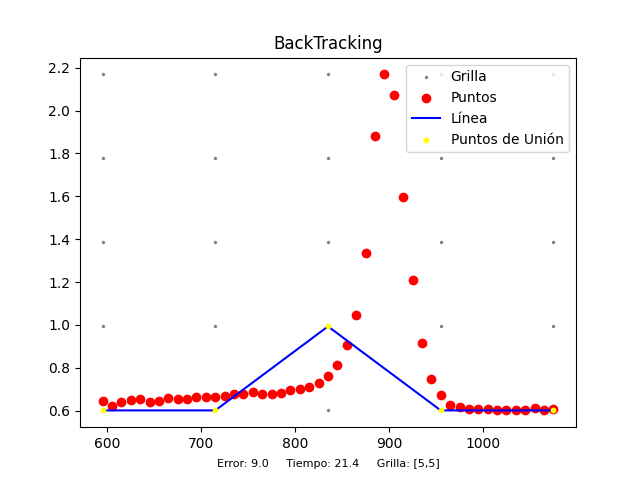 BackTracking
2.2
2.0
1.8
1.6
1.4
1.2
1.0
0.8
0.6
Grilla
Puntos
Línea
Puntos de Unión
600 700 800 900 1000
Error: 9.0 Tiempo: 21.4 Grilla: [5,5]